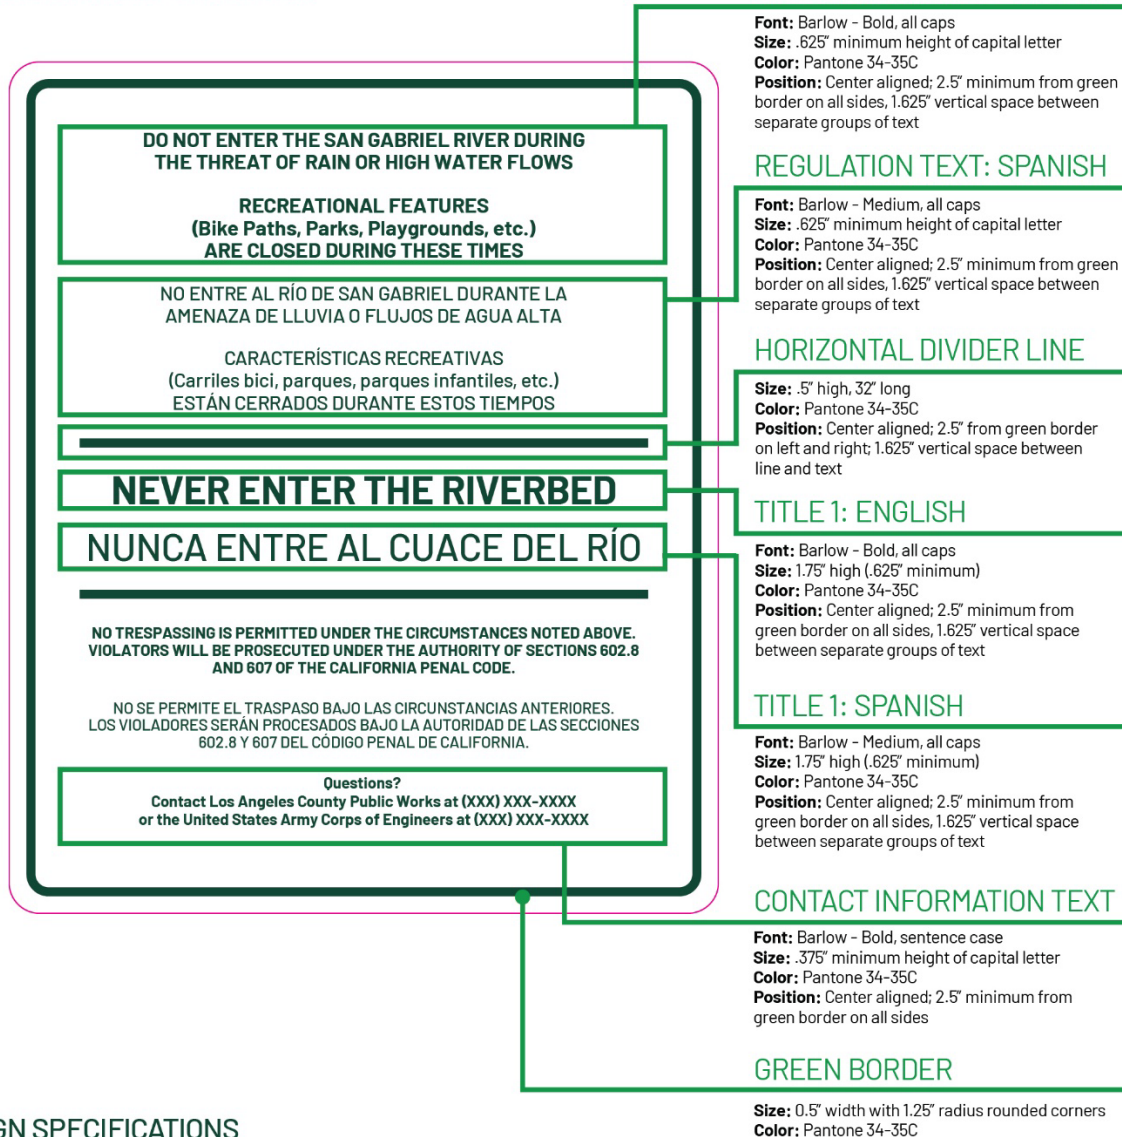 DO NOT ENTER THE SAN GABRIEL RIVER DURING
THE THREAT OF RAIN OR HIGH WATER FLOWS
RECREATIONAL FEATURES
(Bike Paths, Parks, Playgrounds, etc.)
ARE CLOSED DURING THESE TIMES
NO ENTRE AL RÍO DE SAN GABRIEL DURANTE LA
AMENAZA DE LLUVIA O FLUJOS DE AGUA ALTA
CARACTERÍSTICAS RECREATIVAS
(Carriles bici, parques, parques infantiles, etc.)
ESTÁN CERRADOS DURANTE ESTOS TIEMPOS
NEVER ENTER THE RIVERBED
NUNCA ENTRE AL CUACE DEL RÍO
NO TRESPASSING IS PERMITTED UNDER THE CIRCUMSTANCES NOTED ABOVE.
VIOLATORS WILL BE PROSECUTED UNDER THE AUTHORITY OF SECTIONS 602.8
AND 607 OF THE CALIFORNIA PENAL CODE.
NO SE PERMITE EL TRASPASO BAJO LAS CIRCUNSTANCIAS ANTERIORES.
LOS VIOLADORES SERÁN PROCESADOS BAJO LA AUTORIDAD DE LAS SECCIONES
602.8 Y 607 DEL CÓDIGO PENAL DE CALIFORNIA.
Questions?
Contact Los Angeles County Public Works at (XXX) XXX-XXXX
or the United States Army Corps of Engineers at (XXX) XXX-XXXX
Font: Barlow - Bold, all caps
Size: .625" minimum height of capital letter
Color: Pantone 34-35C
Position: Center aligned; 2.5" minimum from green
border on all sides, 1.625" vertical space between
separate groups of text
REGULATION TEXT: SPANISH
Font: Barlow - Medium, all caps
Size: .625" minimum height of capital letter
Color: Pantone 34-35C
Position: Center aligned; 2.5" minimum from green
border on all sides, 1.625" vertical space between
separate groups of text
HORIZONTAL DIVIDER LINE
Size: .5" high, 32" long
Color: Pantone 34-35C
Position: Center aligned; 2.5" from green border
on left and right; 1.625" vertical space between
line and text
TITLE 1: ENGLISH
Font: Barlow - Bold, all caps
Size: 1.75" high (.625" minimum)
Color: Pantone 34-35C
Position: Center aligned; 2.5" minimum from
green border on all sides, 1.625" vertical space
between separate groups of text
TITLE 1: SPANISH
Font: Barlow - Medium, all caps
Size: 1.75" high (.625" minimum)
Color: Pantone 34-35C
Position: Center aligned; 2.5" minimum from
green border on all sides, 1.625" vertical space
between separate groups of text
CONTACT INFORMATION TEXT
Font: Barlow - Bold, sentence case
Size: .375" minimum height of capital letter
Color: Pantone 34-35C
Position: Center aligned; 2.5" minimum from
green border on all sides
GREEN BORDER
Size: 0.5" width with 1.25" radius rounded corners
Color: Pantone 34-35C
GN SPECIFICATIONS